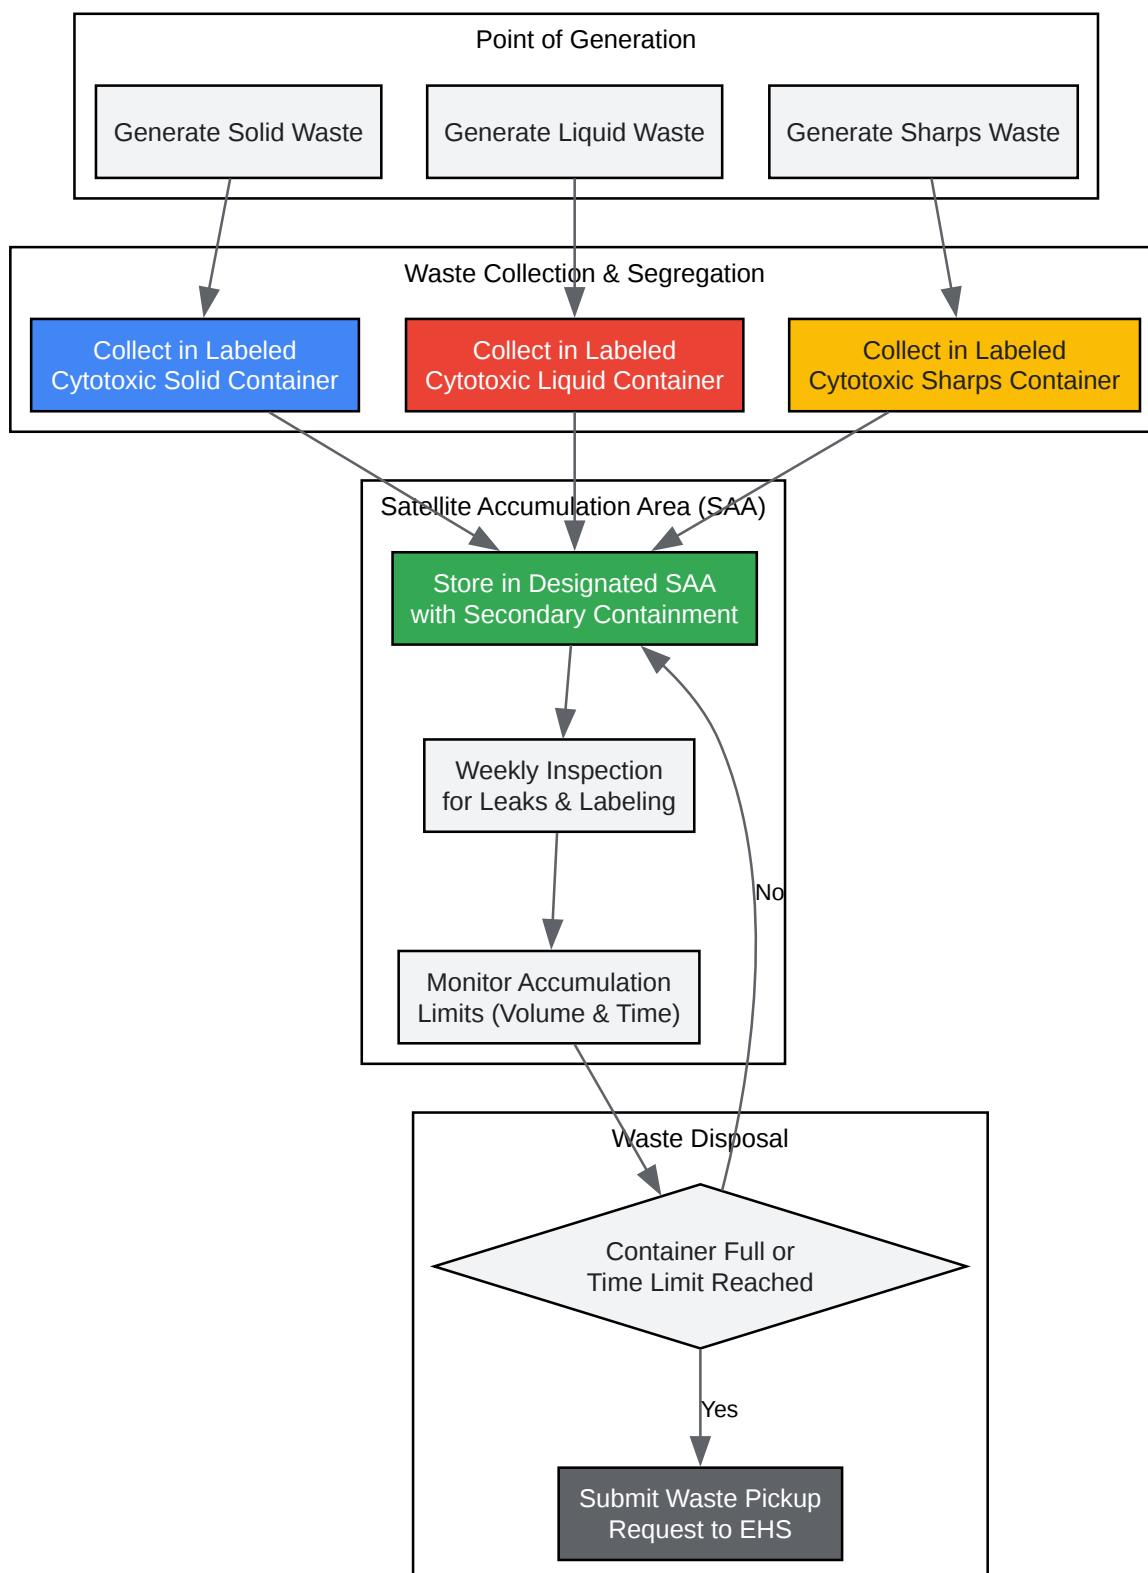 Point of Generation
Generate Solid Waste
Generate Liquid Waste
Generate Sharps Waste
Waste Collection & Segregation
Collect in Labeled
Cytotoxic Solid Container
Collect in Labeled
Cytotoxic Liquid Container
Collect in Labeled
Cytotoxic Sharps Container
Satellite Accumulation Area (SAA)
Store in Designated SAA
with Secondary Containment
Weekly Inspection
for Leaks & Labeling
No
Monitor Accumulation
Limits (Volume & Time)
Waste Disposal
Container Full or
Time Limit Reached
Yes
Submit Waste Pickup
Request to EHS